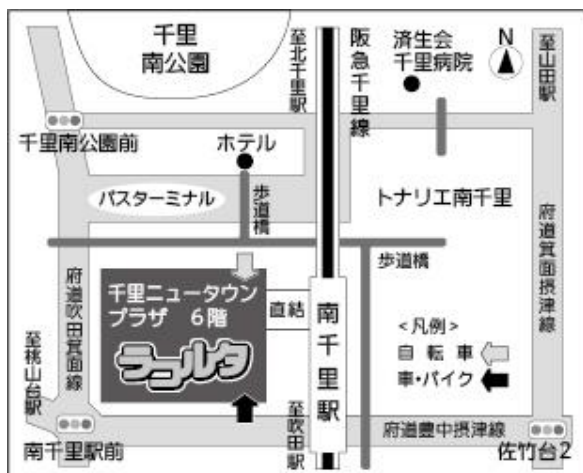 千里
南公園
至北千里駅
阪急千里線
済生会
千里病院
N
至山田駅
千里南公園前
ホテル
バスターミナル
歩道橋
トナリエ南千里
府道箕面摂津線
歩道橋
府道吹田箕面線
千里ニュータウン
プラザ 6階
ラコルタ
直結
南千里駅
<凡例>
自転車
車・バイク
至桃山台駅
南千里駅前
至吹田駅
府道豊中摂津線
佐竹台2